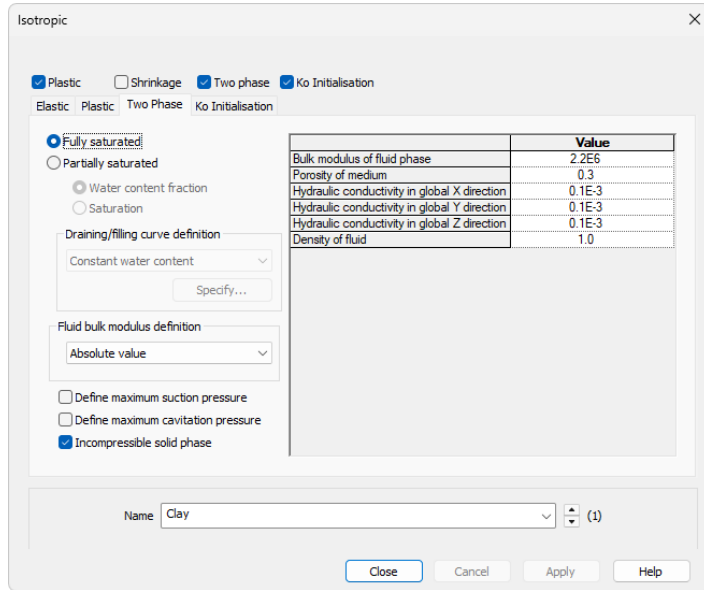 Isotropic
Plastic Shrinkage Two phase Ko Initialisation
Elastic Plastic Two Phase Ko Initialisation
Fully saturated
Partially saturated
Water content fraction
Saturation
Draining/filling curve definition
Constant water content
Specify...
Fluid bulk modulus definition
Absolute value
Define maximum suction pressure
Define maximum cavitation pressure
Incompressible solid phase
Value
Bulk modulus of fluid phase 2.2E6
Porosity of medium 0.3
Hydraulic conductivity in global X direction 0.1E-3
Hydraulic conductivity in global Y direction 0.1E-3
Hydraulic conductivity in global Z direction 0.1E-3
Density of fluid 1.0
Name Clay (1)
Close Cancel Apply Help